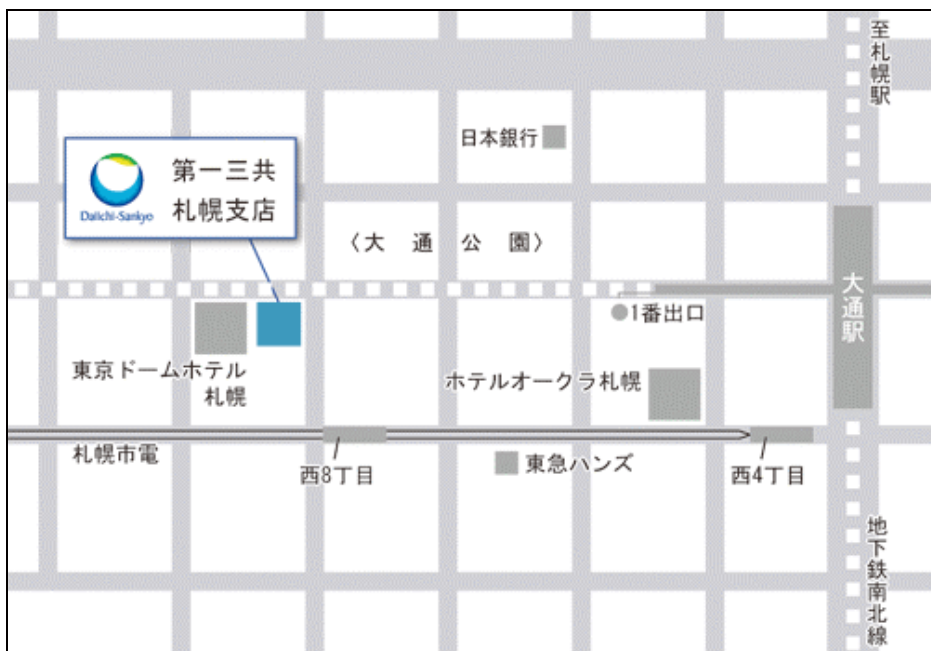 至札幌駅
日本銀行
第一三共
札幌支店
Daiichi-Sankyo
〈大通公園〉
大通駅
1番出口
東京ドームホテル
札幌
ホテルオークラ札幌
札幌市電
西8丁目
東急ハンズ
西4丁目
地下鉄南北線